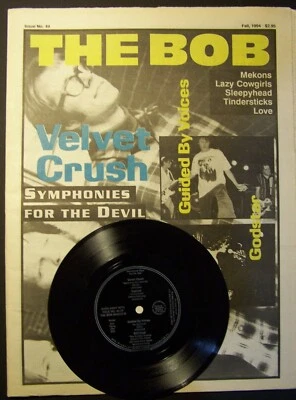 Issue No. 44
Fall, 1994 $2.95
THE BOB
Mekons
Lazy Cowgirls
Sleepyhead
Tindersticks
Love
Velvet
Crush
SYMPHONIES
FOR THE DEVIL
Guided By Voices
Godstar